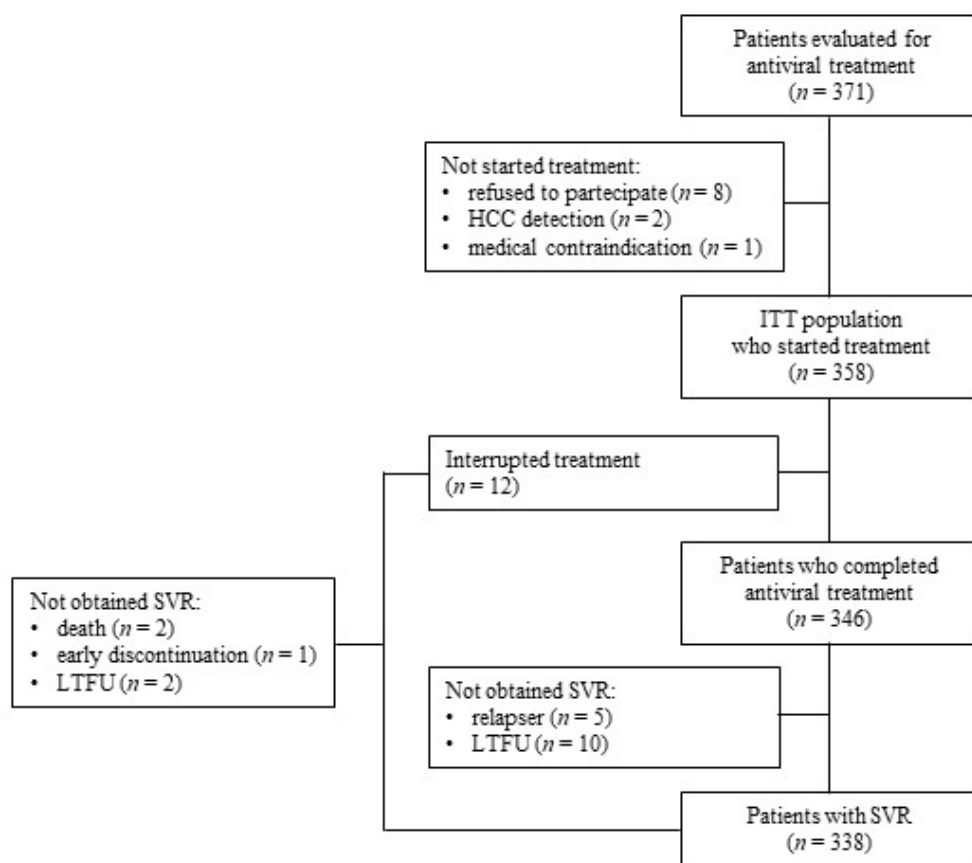 Patients evaluated for
antiviral treatment
(n = 371)
Not started treatment:
• refused to partecipate (n = 8)
• HCC detection (n = 2)
• medical contraindication (n = 1)
ITT population
who started treatment
(n = 358)
Interrupted treatment
(n = 12)
Patients who completed
antiviral treatment
(n = 346)
Not obtained SVR:
• death (n = 2)
• early discontinuation (n = 1)
• LTFU (n = 2)
Not obtained SVR:
• relapser (n = 5)
• LTFU (n = 10)
Patients with SVR
(n = 338)